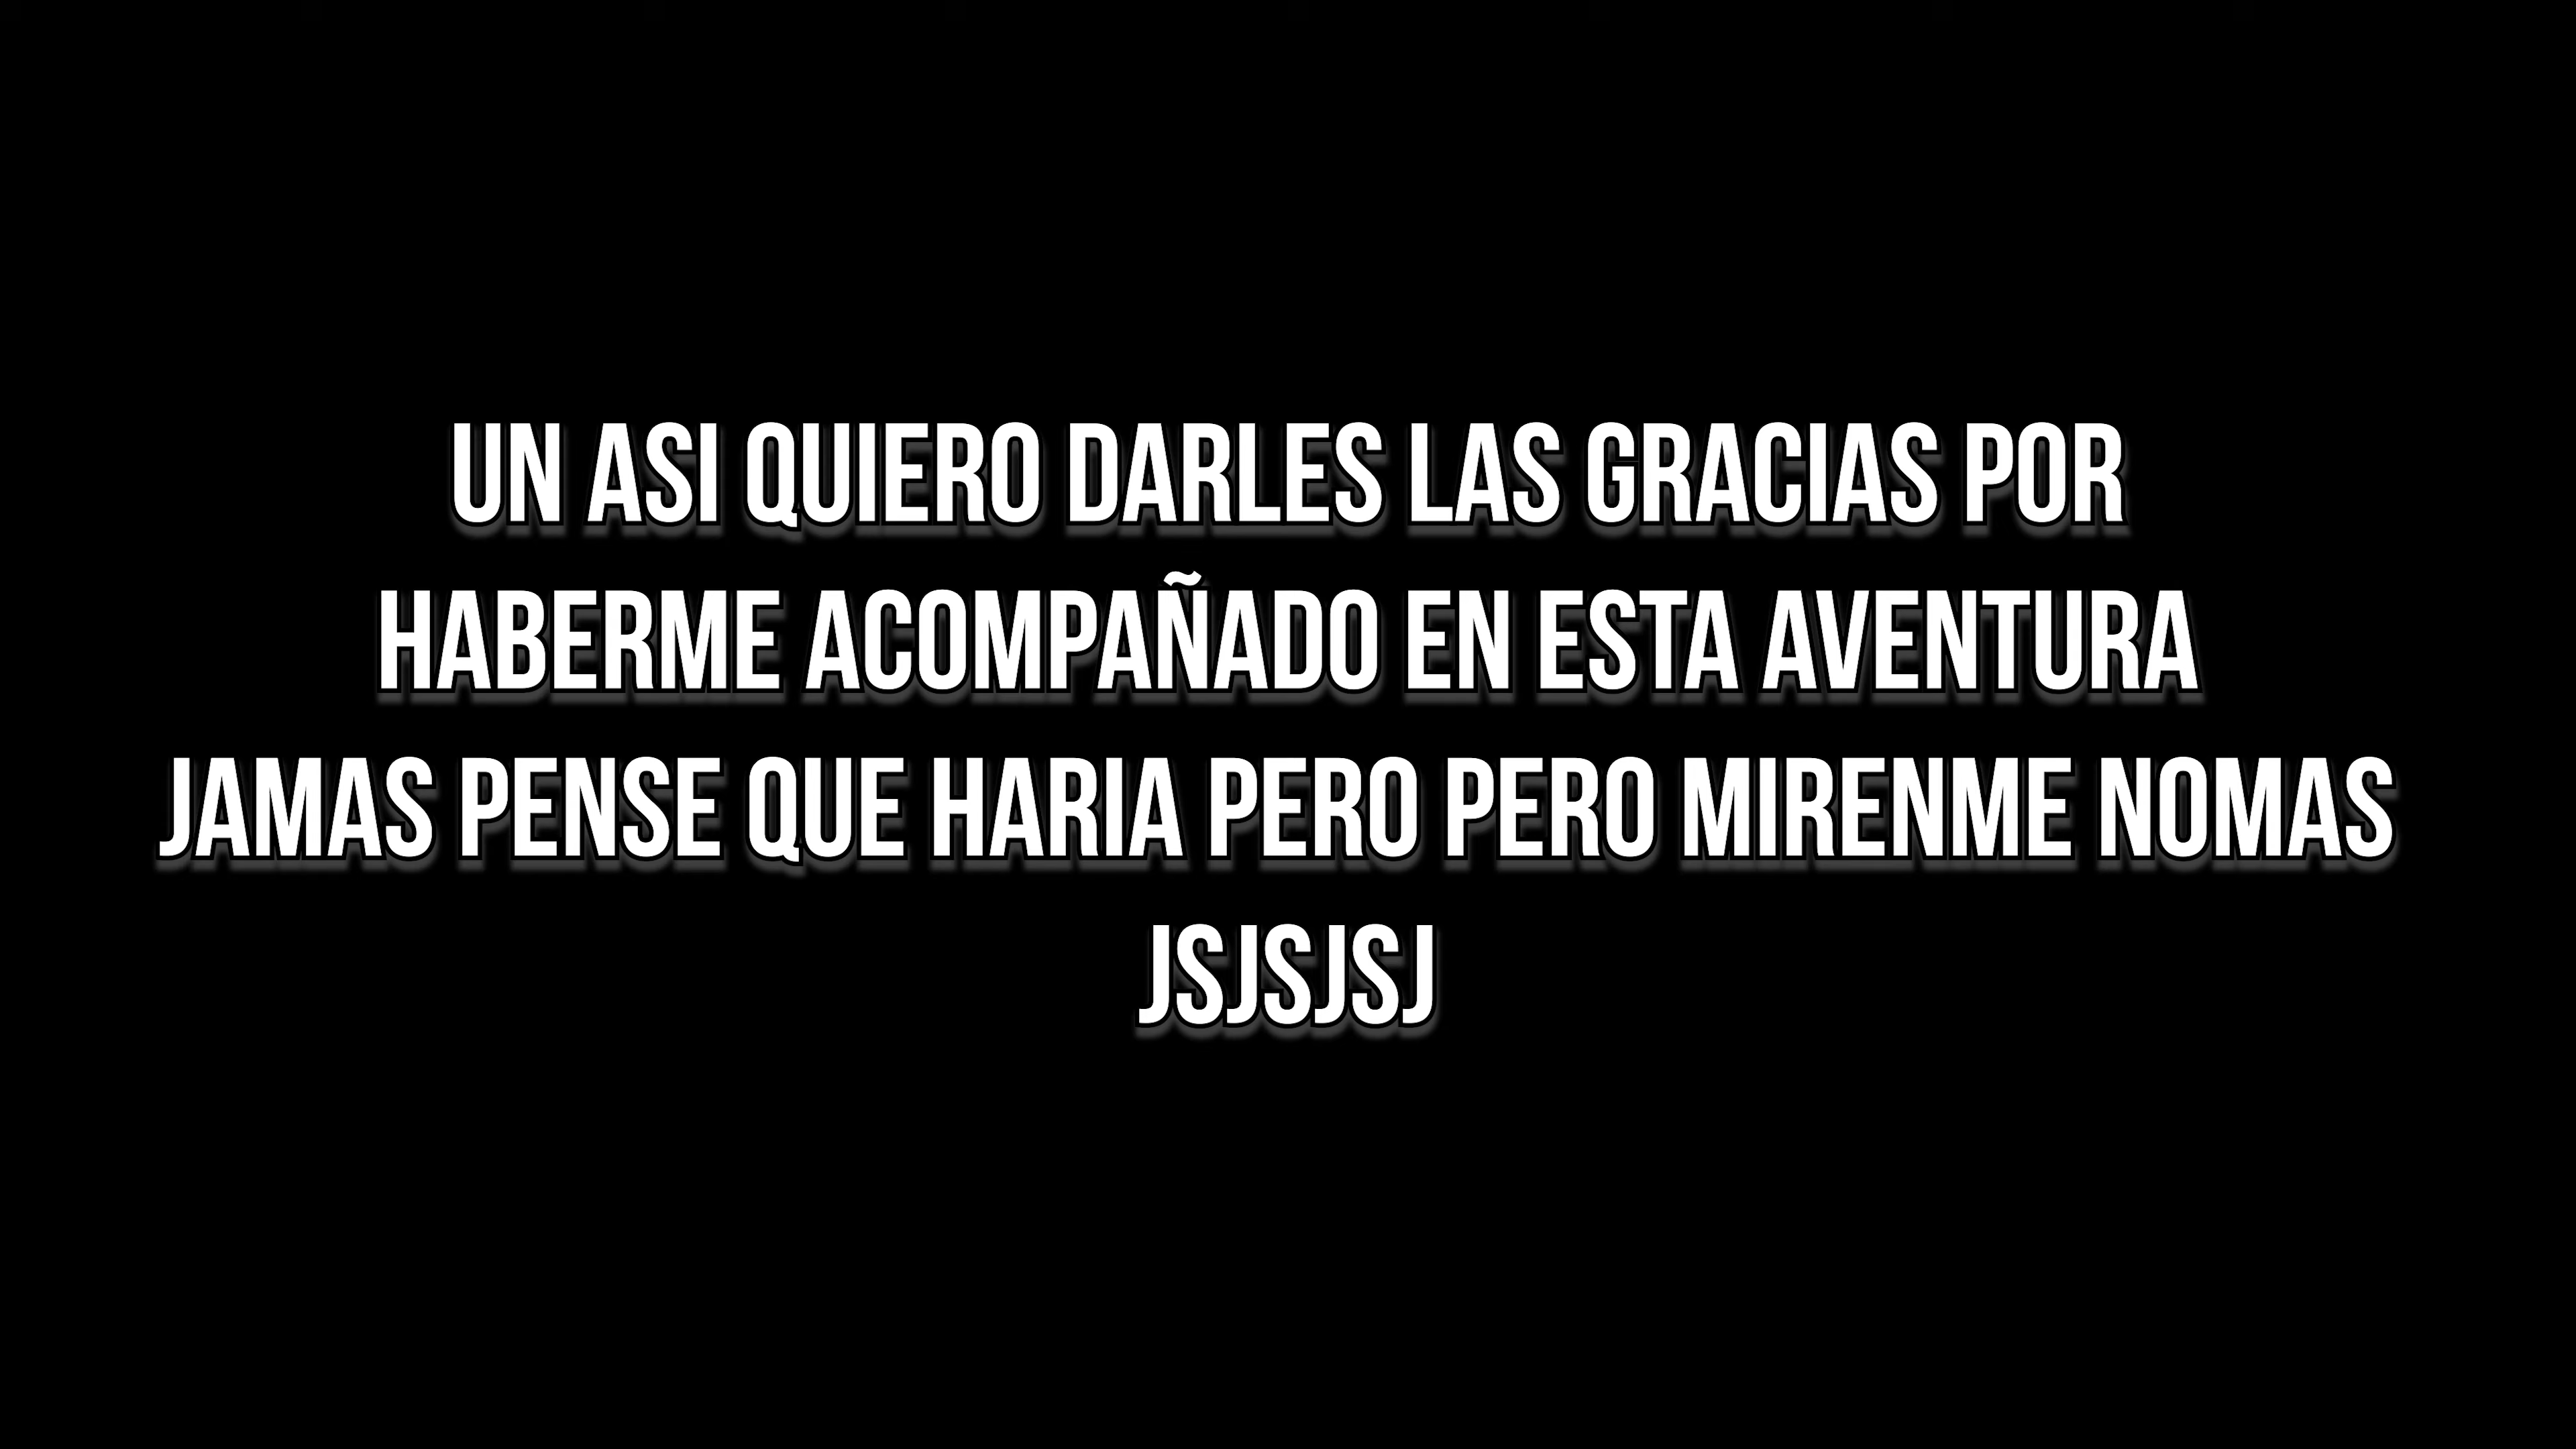 UN ASI QUIERO DARLES LAS GRACIAS POR
HABERME ACOMPAÑADO EN ESTA AVENTURA
JAMAS PENSE QUE HARIA PERO PERO MIRENME NOMAS
JSJSJSJ